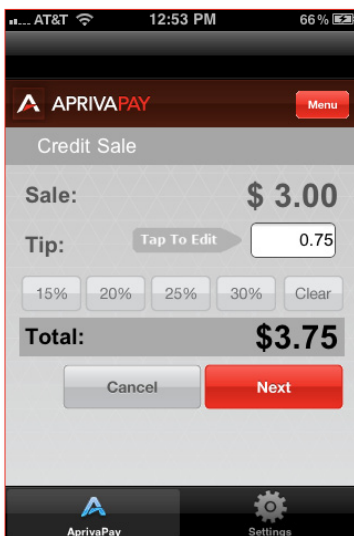 AT&T 12:53 PM 66%
APRIVAPAY Menu
Credit Sale
Sale: $ 3.00
Tip: Tap To Edit 0.75
15% 20% 25% 30% Clear
Total: $3.75
Cancel Next
AprivaPay Settings